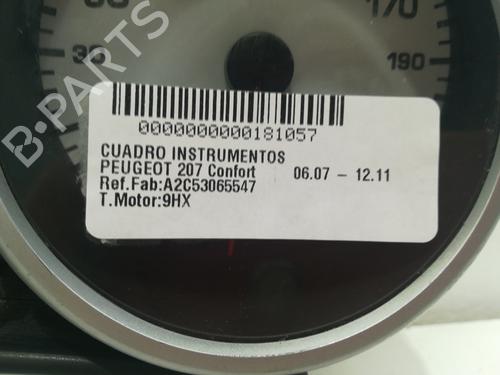 170
30
190
B-PARTS
0000000000181057
CUADRO INSTRUMENTOS
PEUGEOT 207 Confort 06.07 - 12.11
Ref.Fab:A2C53065547
T.Motor:9HX